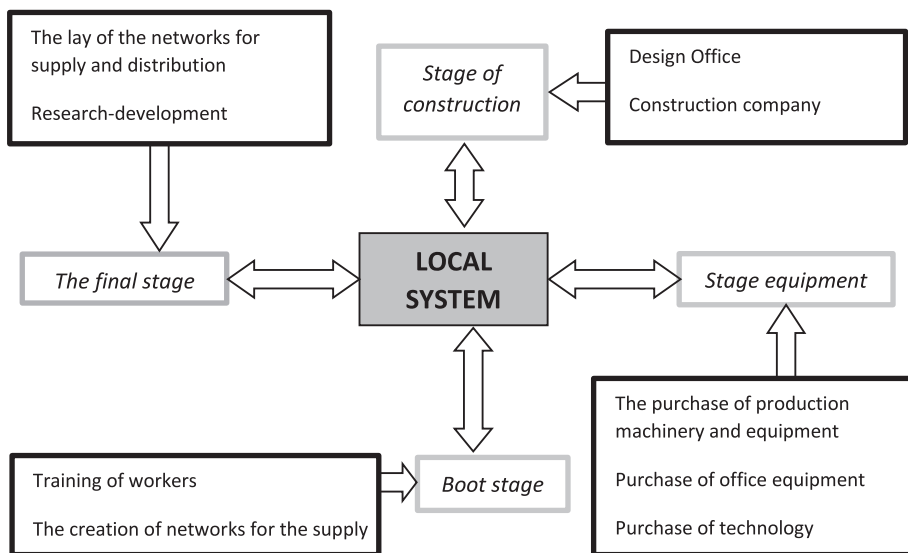 The lay of the networks for
supply and distribution
Research-development
Stage of
construction
Design Office
Construction company
The final stage
LOCAL
SYSTEM
Stage equipment
The purchase of production
machinery and equipment
Purchase of office equipment
Purchase of technology
Training of workers
The creation of networks for the supply
Boot stage